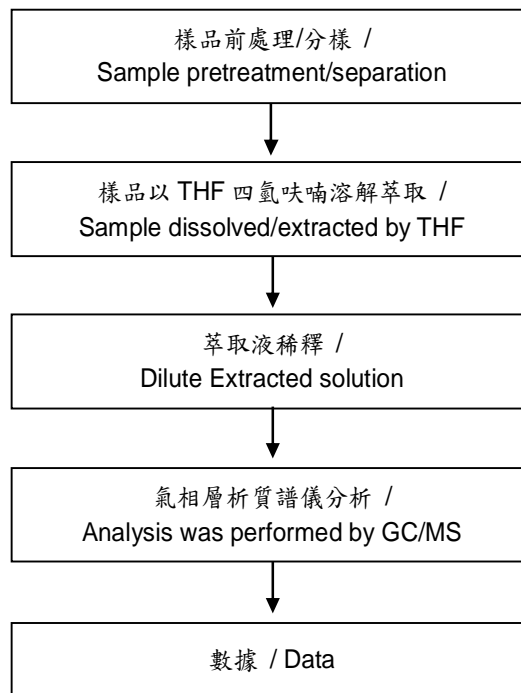 樣品前處理/分樣 /
Sample pretreatment/separation
樣品以 THF 四氫呋喃溶解萃取 /
Sample dissolved/extracted by THF
萃取液稀釋 /
Dilute Extracted solution
氣相層析質譜儀分析 /
Analysis was performed by GC/MS
數據 / Data